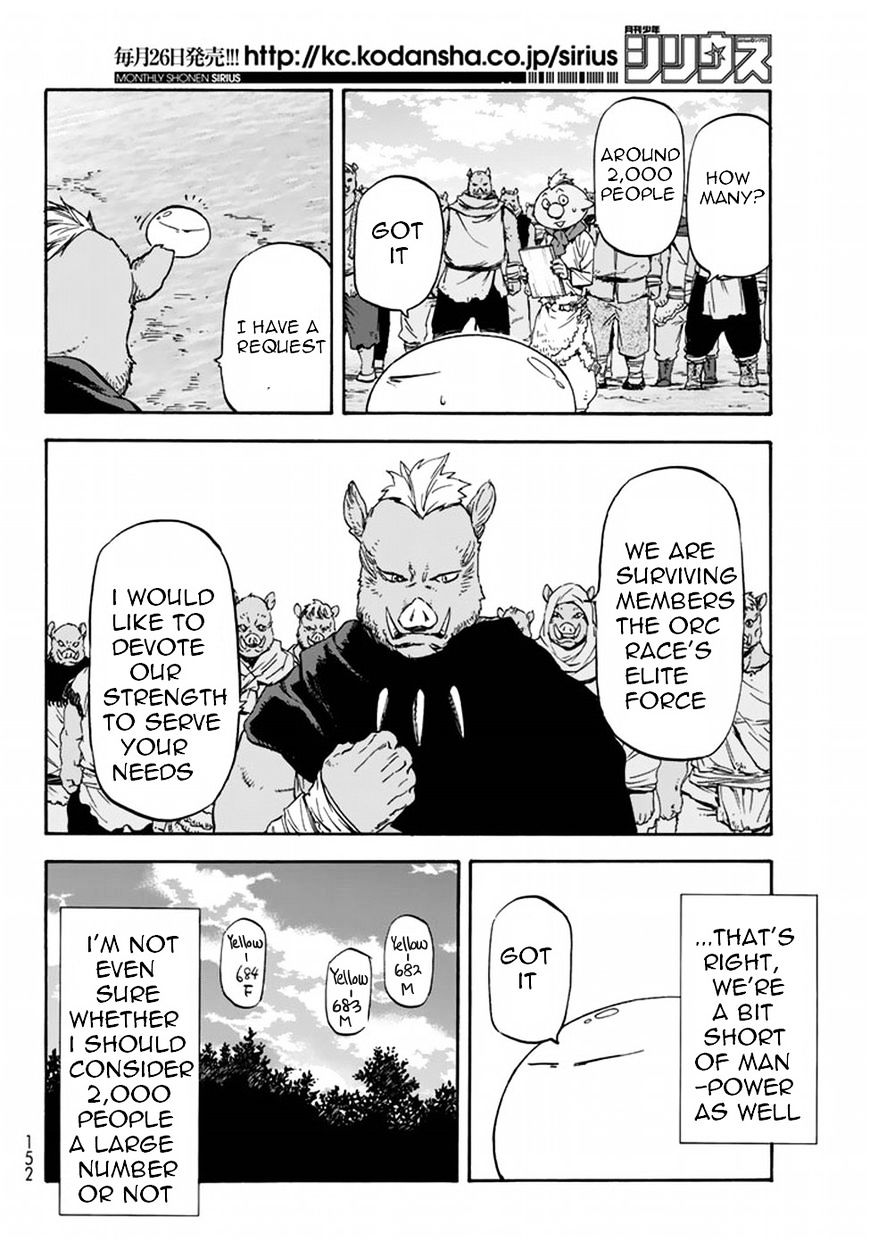 毎月26日発売!!! http://kc.kodansha.co.jp/sirius
MONTHLY SHONEN SIRIUS
月刊少年
シリウス
HOW
MANY?
AROUND
2,000
PEOPLE
GOT
IT
I HAVE A
REQUEST
WE ARE
SURVIVING
MEMBERS
THE ORC
RACE'S
ELITE
FORCE
I WOULD
LIKE TO
DEVOTE
OUR
STRENGTH
TO SERVE
YOUR
NEEDS
...THAT'S
RIGHT,
WE'RE
A BIT
SHORT
OF MAN
-POWER
AS WELL
GOT
IT
Yellow
-
682
M
Yellow
-
683
M
Yellow
-
684
F
I'M NOT
EVEN
SURE
WHETHER
I SHOULD
CONSIDER
2,000
PEOPLE
A LARGE
NUMBER
OR NOT
152